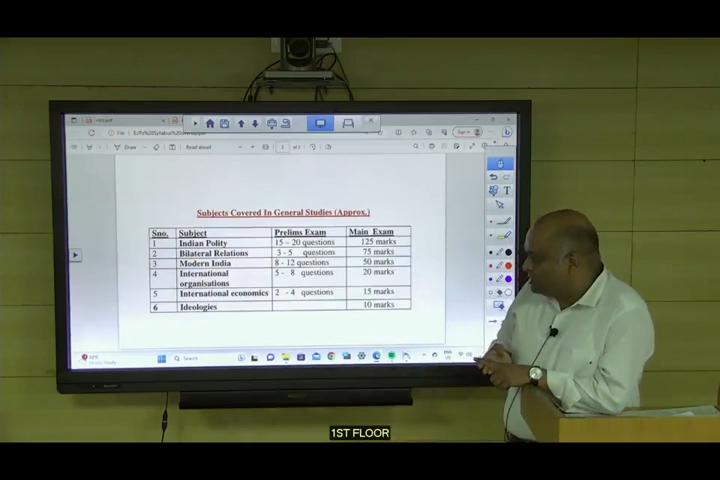 Draw
Read aloud
Sign in
Subjects Covered In General Studies (Approx.)
Sno. Subject Prelims Exam Main Exam
1 Indian Polity 15 – 20 questions 125 marks
2 Bilateral Relations 3 - 5 questions 75 marks
3 Modern India 8 - 12 questions 50 marks
4 International organisations 5 - 8 questions 20 marks
5 International economics 2 - 4 questions 15 marks
6 Ideologies 10 marks
Search
1ST FLOOR